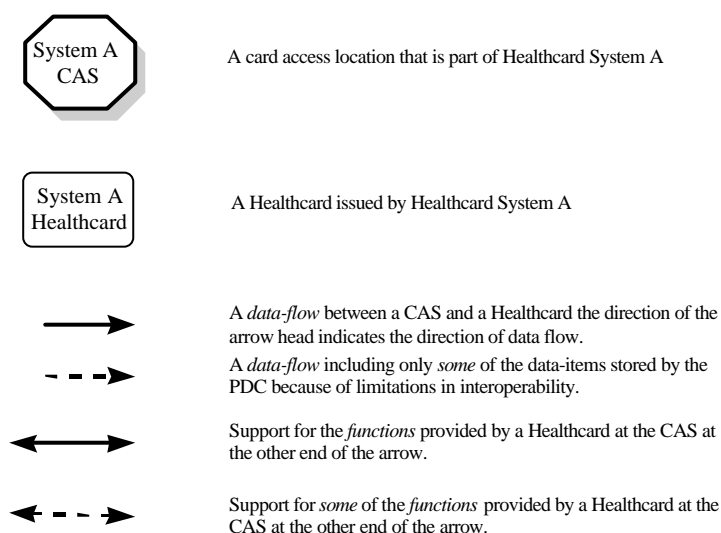 System A
CAS
A card access location that is part of Healthcard System A
System A
Healthcard
A Healthcard issued by Healthcard System A
A data-flow between a CAS and a Healthcard the direction of the
arrow head indicates the direction of data flow.
A data-flow including only some of the data-items stored by the
PDC because of limitations in interoperability.
Support for the functions provided by a Healthcard at the CAS at
the other end of the arrow.
Support for some of the functions provided by a Healthcard at the
CAS at the other end of the arrow.